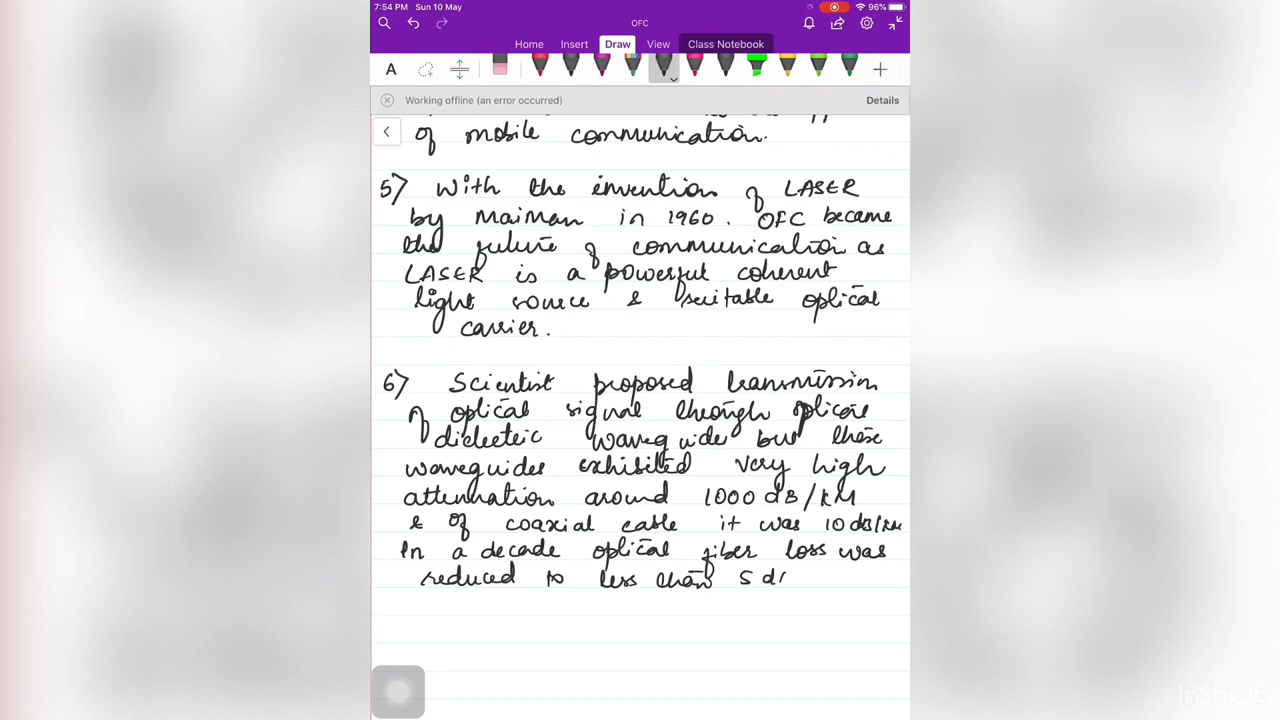 7:54 PM Sun 10 May 96%
OFC
Home Insert Draw View Class Notebook
A
Working offline (an error occurred) Details
of mobile communication.
5) With the invention of LASER
by Maiman in 1960. OFC became
the future of communication as
LASER is a powerful coherent
light source & suitable optical
carrier.
6) Scientist proposed transmission
of optical signal through optical
dielectric waveguides but these
waveguides exhibited very high
attenuation around 1000 dB/KM
& of coaxial cable it was 10 dB/KM
In a decade optical fiber loss was
reduced to less than 5 d
InShOt